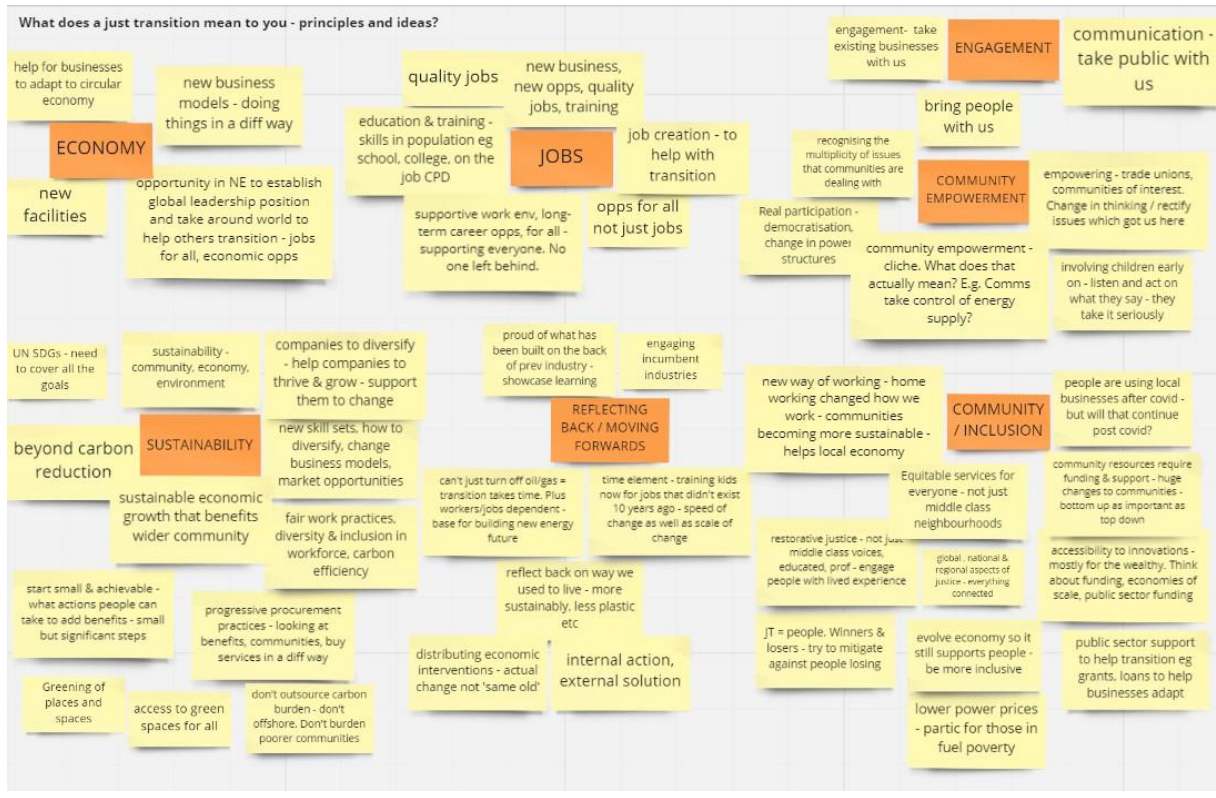 What does a just transition mean to you - principles and ideas?
help for businesses
to adapt to circular
economy
new business
models - doing
things in a diff way
ECONOMY
new
facilities
opportunity in NE to establish
global leadership position
and take around world to
help others transition - jobs
for all, economic opps
quality jobs
new business,
new opps, quality
jobs, training
education & training -
skills in population eg
school, college, on the
job CPD
JOBS
job creation - to
help with
transition
supportive work env, long-
term career opps, for all -
supporting everyone. No
one left behind.
opps for all
not just jobs
engagement- take
existing businesses
with us
ENGAGEMENT
communication -
take public with
us
bring people
with us
recognising the
multiplicity of issues
that communities are
dealing with
COMMUNITY
EMPOWERMENT
empowering - trade unions,
communities of interest.
Change in thinking / rectify
issues which got us here
Real participation -
democratisation,
change in power
structures
community empowerment -
cliche. What does that
actually mean? E.g. Comms
take control of energy
supply?
involving children early
on - listen and act on
what they say - they
take it seriously
UN SDGs - need
to cover all the
goals
sustainability -
community, economy,
environment
companies to diversify
- help companies to
thrive & grow - support
them to change
beyond carbon
reduction
SUSTAINABILITY
new skill sets, how to
diversify, change
business models,
market opportunities
sustainable economic
growth that benefits
wider community
fair work practices,
diversity & inclusion in
workforce, carbon
efficiency
start small & achievable -
what actions people can
take to add benefits - small
but significant steps
progressive procurement
practices - looking at
benefits, communities, buy
services in a diff way
Greening of
places and
spaces
access to green
spaces for all
don't outsource carbon
burden - don't
offshore. Don't burden
poorer communities
proud of what has
been built on the back
of prev industry -
showcase learning
engaging
incumbent
industries
REFLECTING
BACK / MOVING
FORWARDS
can't just turn off oil/gas =
transition takes time. Plus
workers/jobs dependent -
base for building new energy
future
time element - training kids
now for jobs that didn't exist
10 years ago - speed of
change as well as scale of
change
reflect back on way we
used to live - more
sustainably, less plastic
etc
distributing economic
interventions - actual
change not 'same old'
internal action,
external solution
new way of working - home
working changed how we
work - communities
becoming more sustainable -
helps local economy
COMMUNITY
/ INCLUSION
people are using local
businesses after covid -
but will that continue
post covid?
Equitable services for
everyone - not just
middle class
neighbourhoods
community resources require
funding & support - huge
changes to communities -
bottom up as important as
top down
restorative justice - not just
middle class voices,
educated, prof - engage
people with lived experience
global , national &
regional aspects of
justice - everything
connected
accessibility to innovations -
mostly for the wealthy. Think
about funding, economies of
scale, public sector funding
JT = people. Winners &
losers - try to mitigate
against people losing
evolve economy so it
still supports people -
be more inclusive
public sector support
to help transition eg
grants, loans to help
businesses adapt
lower power prices
- partic for those in
fuel poverty